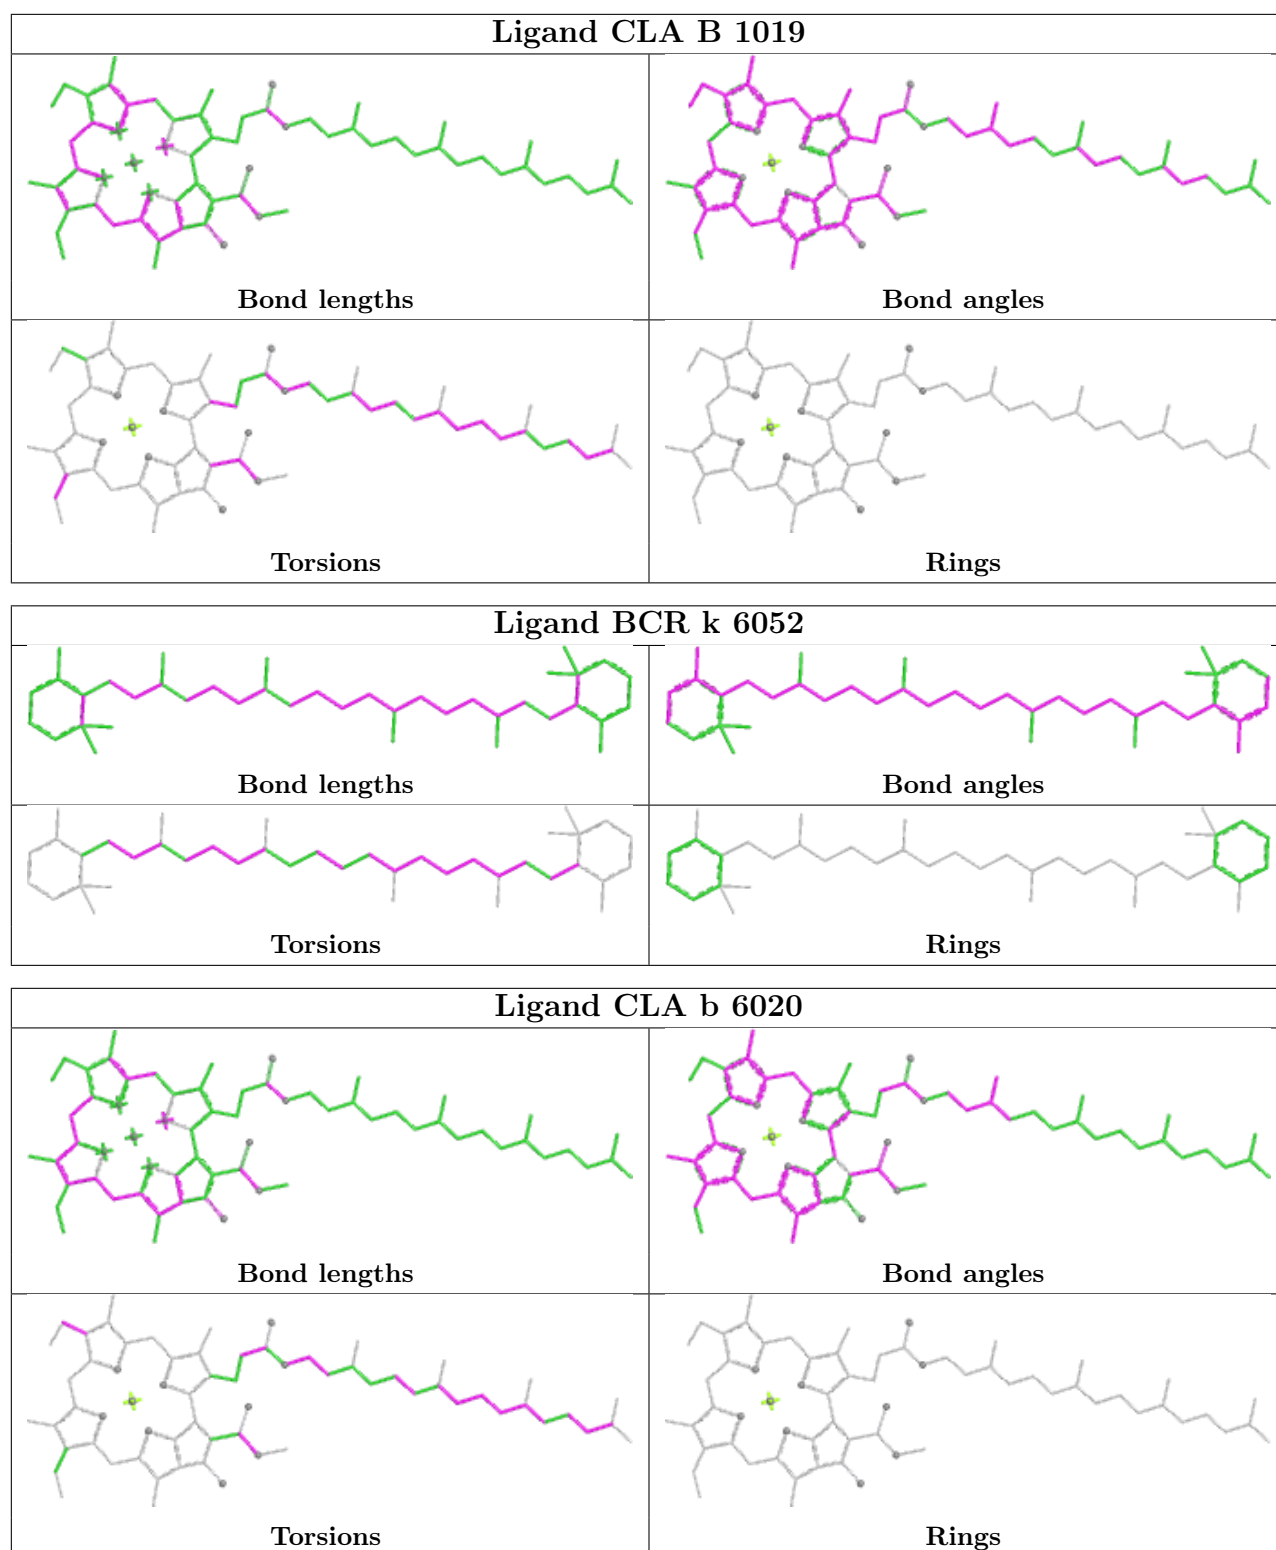 Ligand CLA B 1019
Bond lengths
Bond angles
Torsions
Rings
Ligand BCR k 6052
Bond lengths
Bond angles
Torsions
Rings
Ligand CLA b 6020
Bond lengths
Bond angles
Torsions
Rings